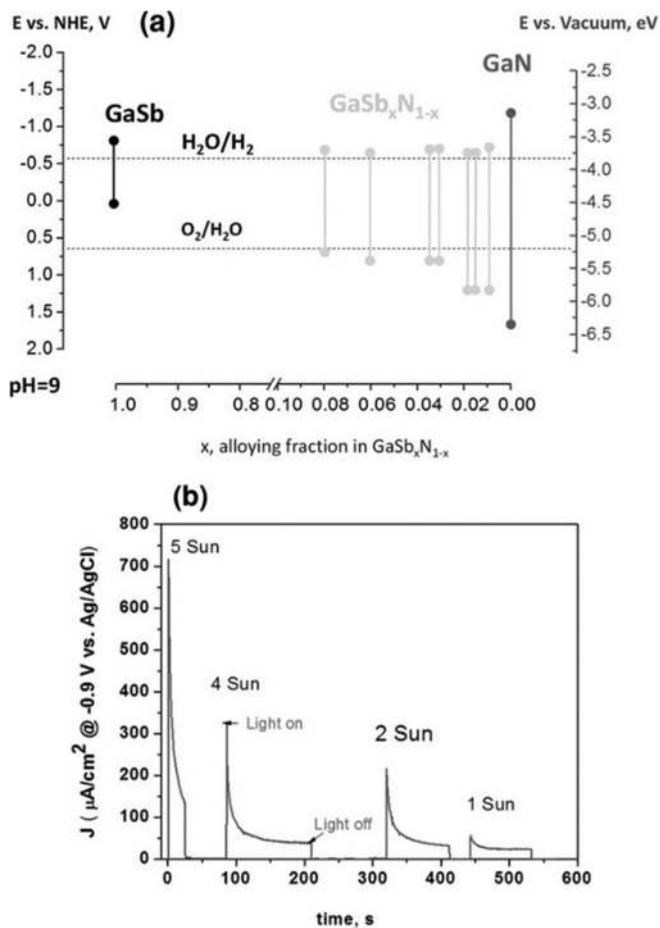 E vs. NHE, V (a) E vs. Vacuum, eV
-2.0
-1.5
-1.0
-0.5
0.0
0.5
1.0
1.5
2.0
GaSb
GaSbₓN₁₋ₓ
GaN
H₂O/H₂
O₂/H₂O
-2.5
-3.0
-3.5
-4.0
-4.5
-5.0
-5.5
-6.0
-6.5
pH=9
1.0 0.9 0.8 0.10 0.08 0.06 0.04 0.02 0.00
x, alloying fraction in GaSbₓN₁₋ₓ
(b)
J ( µA/cm² @ -0.9 V vs. Ag/AgCl)
800
700
600
500
400
300
200
100
0
5 Sun
4 Sun
Light on
Light off
2 Sun
1 Sun
0 100 200 300 400 500 600
time, s